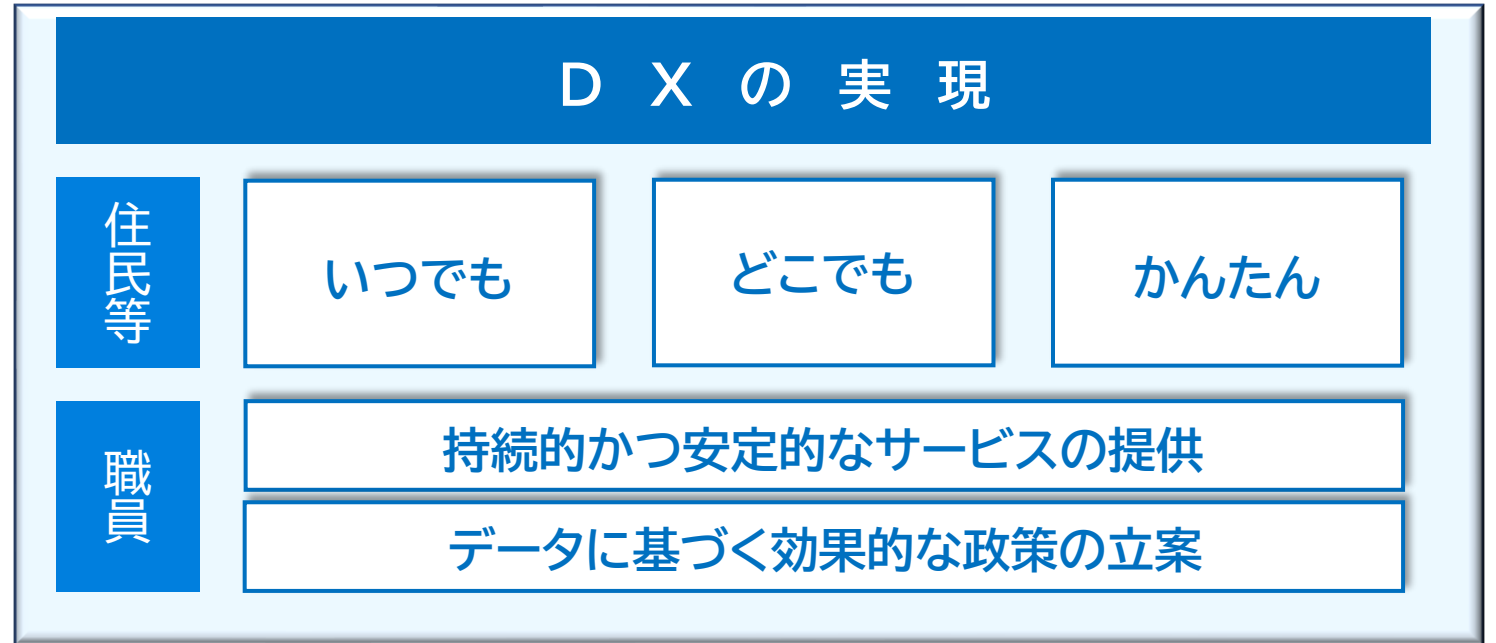 DXの実現
住民等
いつでも
どこでも
かんたん
職員
持続的かつ安定的なサービスの提供
データに基づく効果的な政策の立案